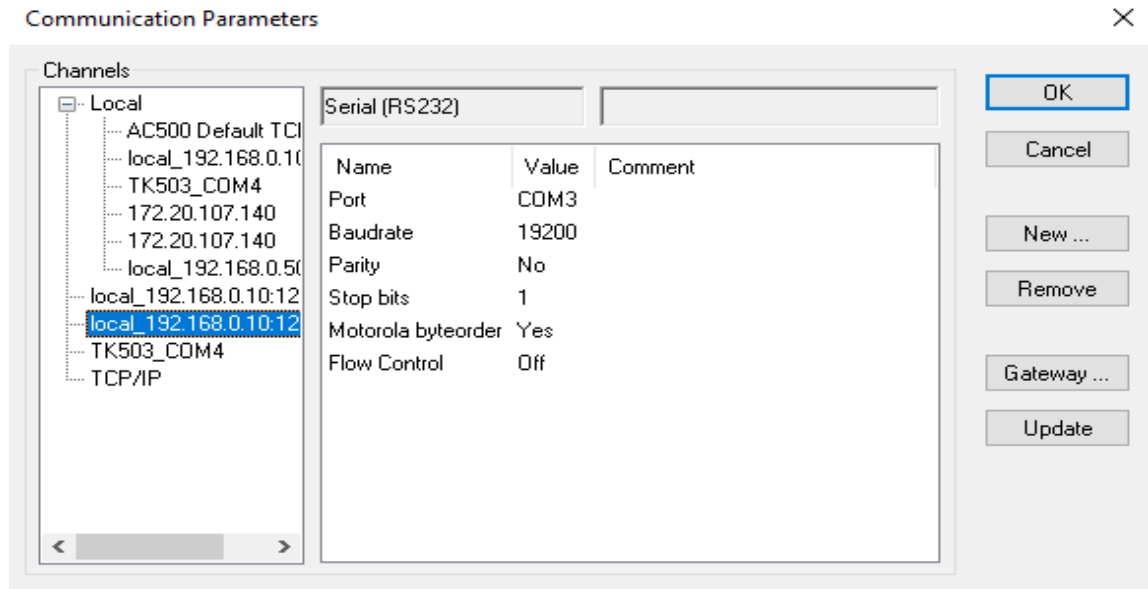 Communication Parameters
Channels
Local
AC500 Default TCI
local_192.168.0.10
TK503_COM4
172.20.107.140
172.20.107.140
local_192.168.0.50
local_192.168.0.10:12
local_192.168.0.10:12
TK503_COM4
TCP/IP
Serial (RS232)
Name Value Comment
Port COM3
Baudrate 19200
Parity No
Stop bits 1
Motorola byteorder Yes
Flow Control Off
OK
Cancel
New ...
Remove
Gateway ...
Update